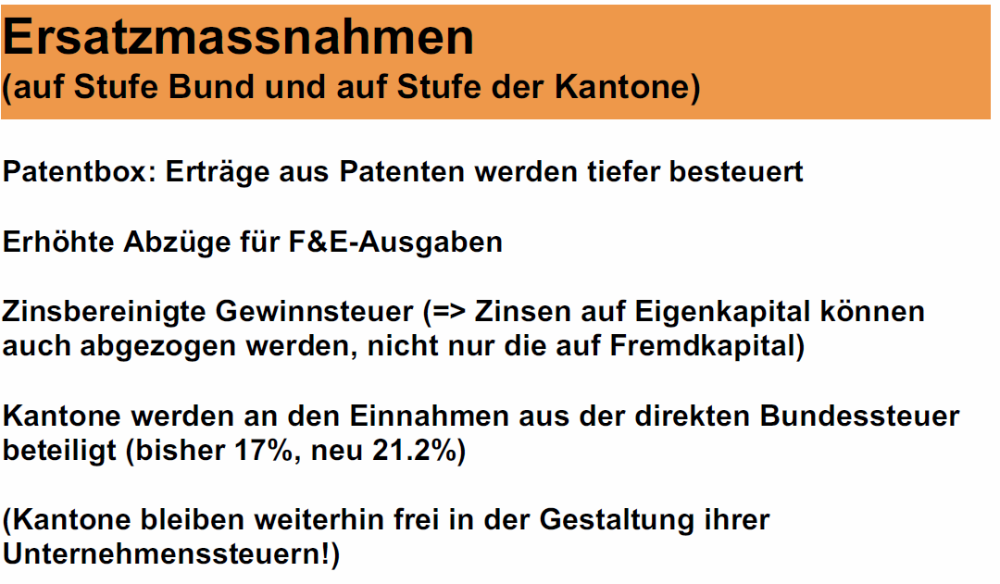 Ersatzmassnahmen
(auf Stufe Bund und auf Stufe der Kantone)
Patentbox: Erträge aus Patenten werden tiefer besteuert
Erhöhte Abzüge für F&E-Ausgaben
Zinsbereinigte Gewinnsteuer (=> Zinsen auf Eigenkapital können
auch abgezogen werden, nicht nur die auf Fremdkapital)
Kantone werden an den Einnahmen aus der direkten Bundessteuer
beteiligt (bisher 17%, neu 21.2%)
(Kantone bleiben weiterhin frei in der Gestaltung ihrer
Unternehmenssteuern!)